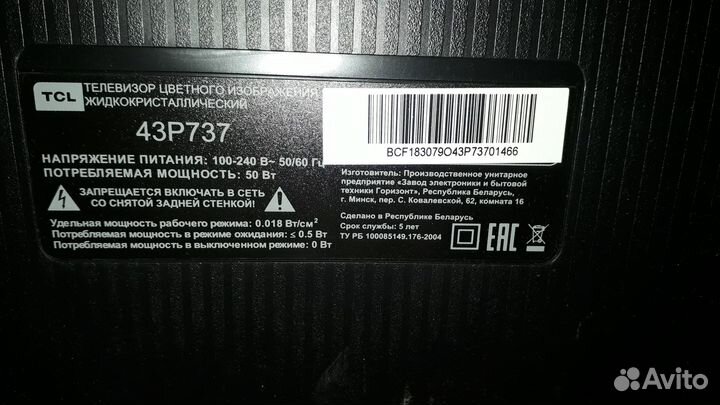 TCL
ТЕЛЕВИЗОР ЦВЕТНОГО ИЗОБРАЖЕНИЯ
ЖИДКОКРИСТАЛЛИЧЕСКИЙ
43P737
НАПРЯЖЕНИЕ ПИТАНИЯ: 100-240 В~ 50/60 Гц
ПОТРЕБЛЯЕМАЯ МОЩНОСТЬ: 50 Вт
ЗАПРЕЩАЕТСЯ ВКЛЮЧАТЬ В СЕТЬ
СО СНЯТОЙ ЗАДНЕЙ СТЕНКОЙ!
Удельная мощность рабочего режима: 0.018 Вт/см²
Потребляемая мощность в режиме ожидания: ≤ 0.5 Вт
Потребляемая мощность в выключенном режиме: 0 Вт
BCF183079O43P73701466
Изготовитель: Производственное унитарное
предприятие «Завод электроники и бытовой
техники Горизонт», Республика Беларусь,
г. Минск, пер. С. Ковалевской, 62, комната 16
Сделано в Республике Беларусь
Срок службы: 5 лет
ТУ РБ 100085149.176-2004
EAC
Avito